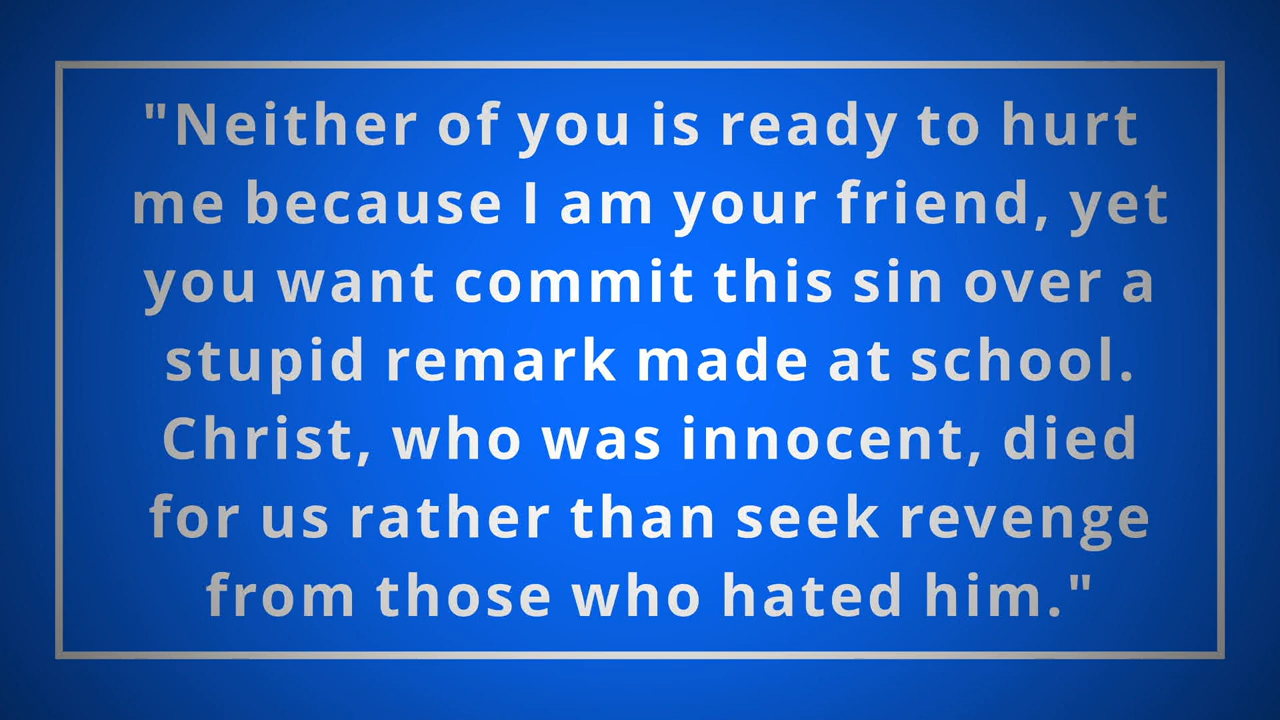 "Neither of you is ready to hurt
me because I am your friend, yet
you want commit this sin over a
stupid remark made at school.
Christ, who was innocent, died
for us rather than seek revenge
from those who hated him."